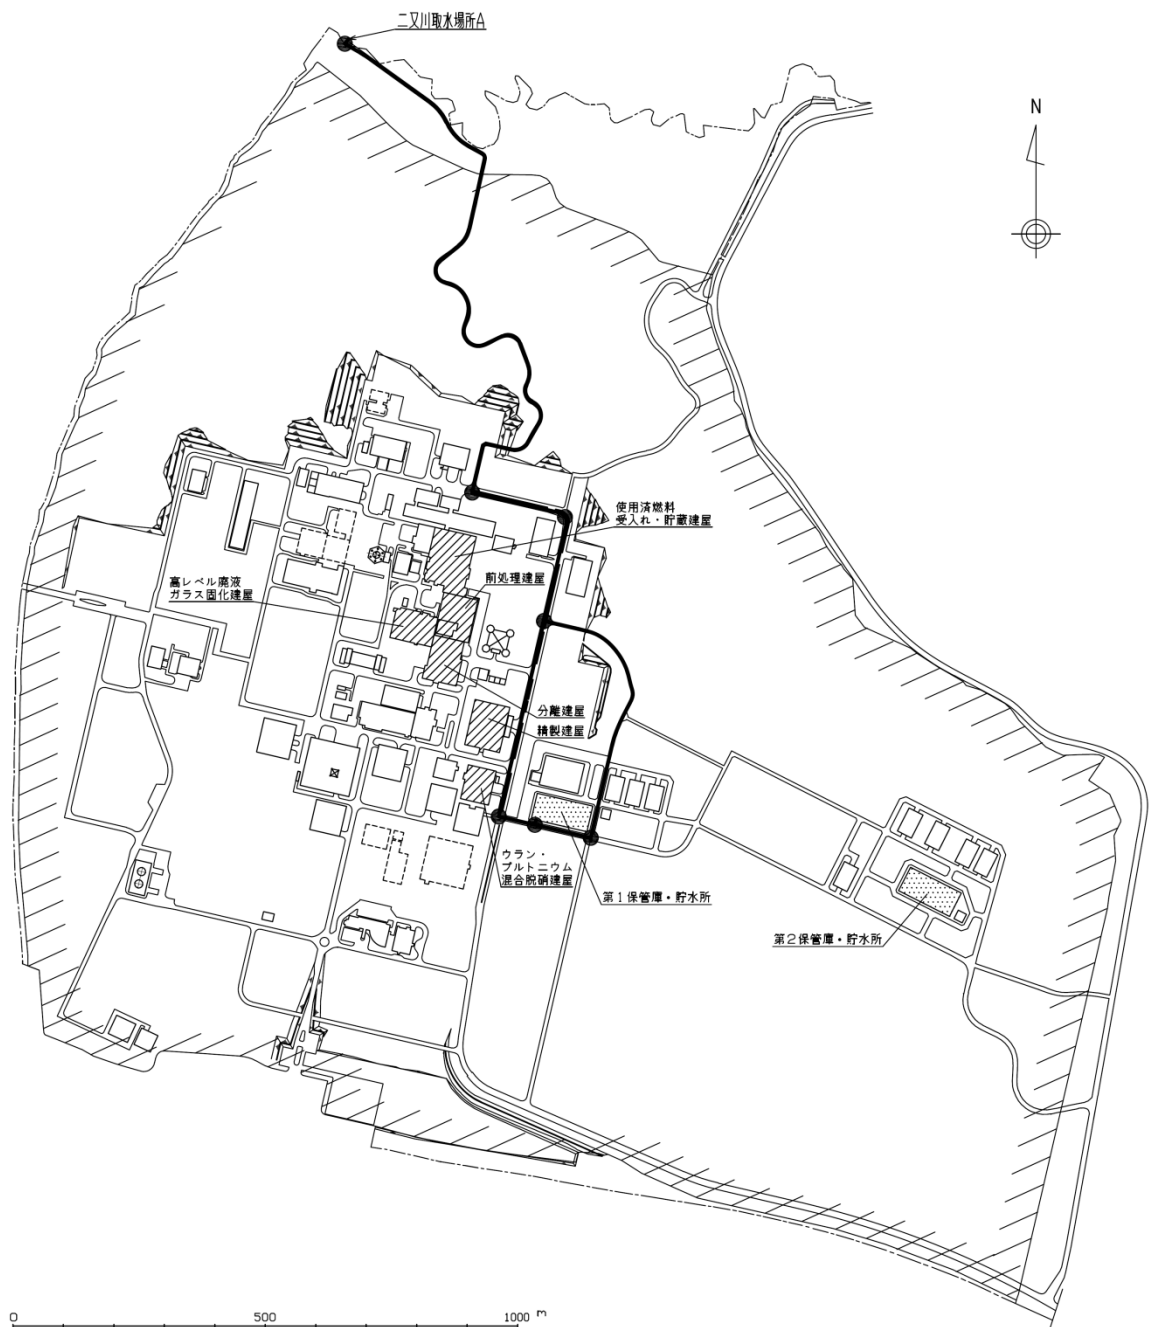 二又川取水場所A
N
使用済燃料
受入れ・貯蔵建屋
前処理建屋
高レベル廃液
ガラス固化建屋
分離建屋
精製建屋
ウラン・
プルトニウム
混合脱硝建屋
第1保管庫・貯水所
第2保管庫・貯水所
0 500 1000 m